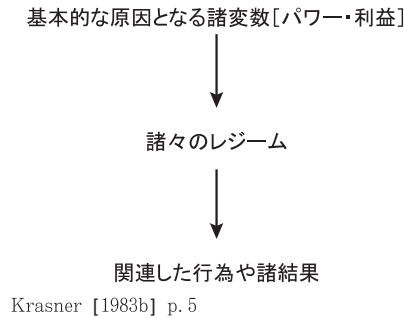 基本的な原因となる諸変数[パワー・利益]
諸々のレジーム
関連した行為や諸結果
Krasner [1983b] p.5